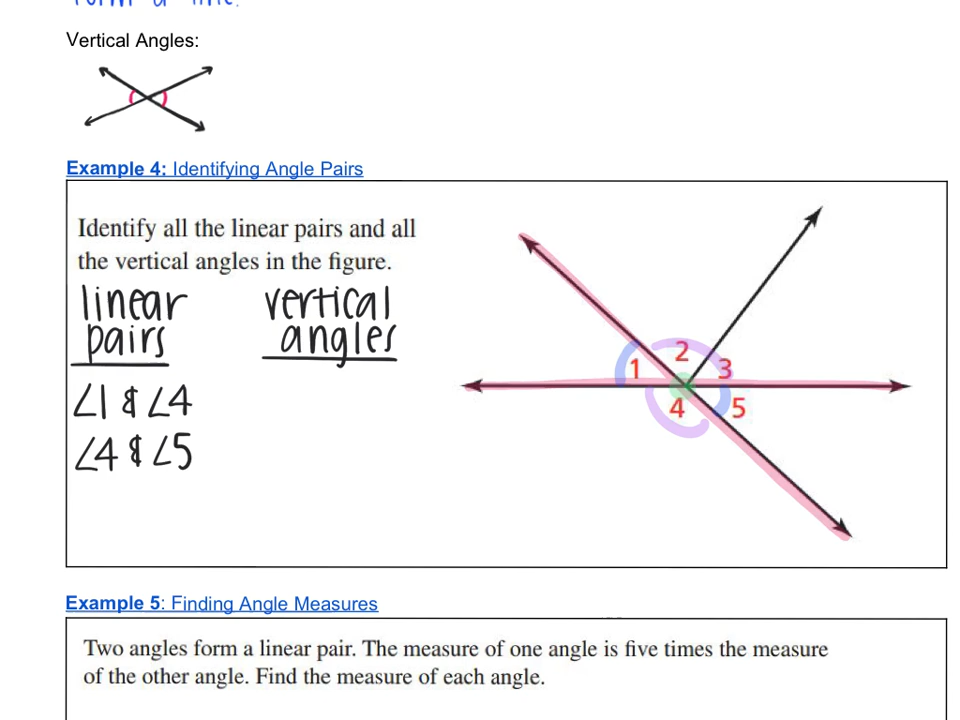 form a line.
Vertical Angles:
Example 4: Identifying Angle Pairs
Identify all the linear pairs and all
the vertical angles in the figure.
linear pairs
vertical angles
∠1 & ∠4
∠4 & ∠5
1
2
3
4
5
Example 5: Finding Angle Measures
Two angles form a linear pair. The measure of one angle is five times the measure
of the other angle. Find the measure of each angle.